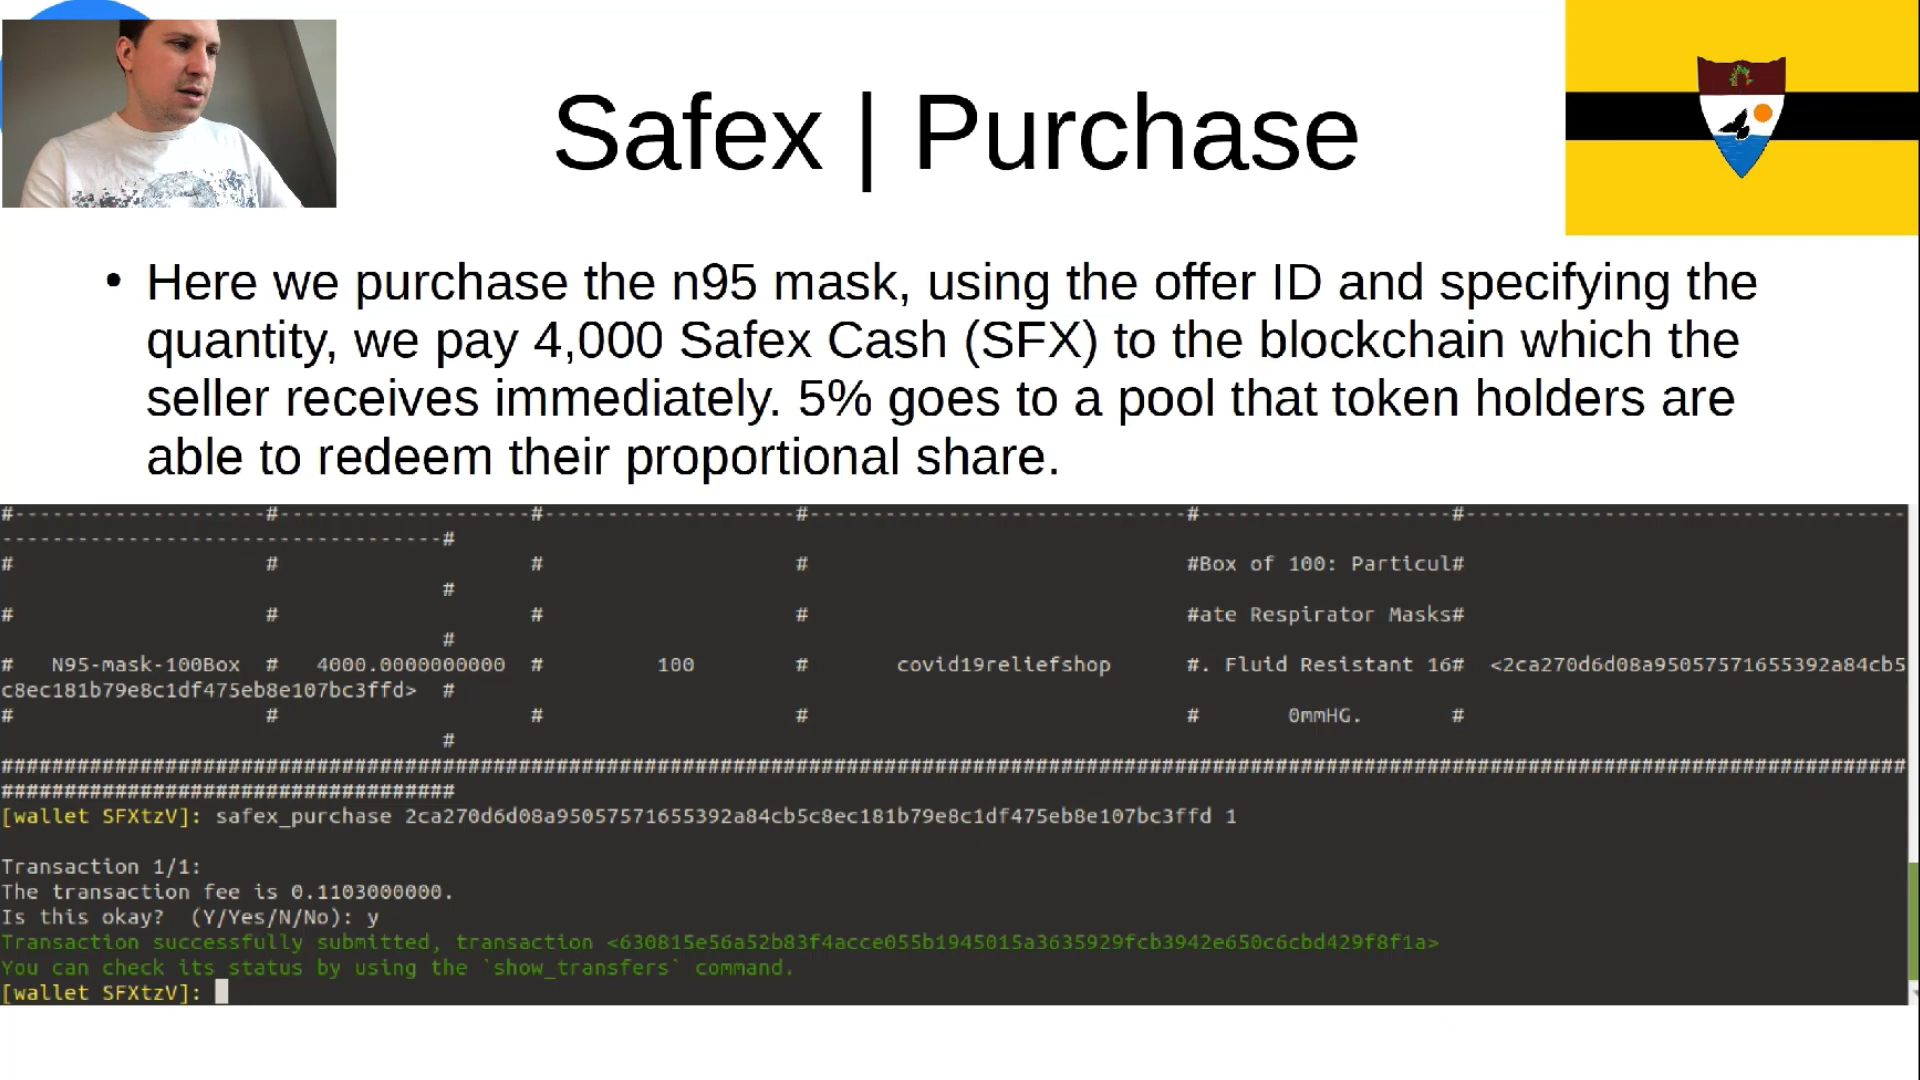 Safex | Purchase
• Here we purchase the n95 mask, using the offer ID and specifying the
quantity, we pay 4,000 Safex Cash (SFX) to the blockchain which the
seller receives immediately. 5% goes to a pool that token holders are
able to redeem their proportional share.
#Box of 100: Particul#
#ate Respirator Masks#
# N95-mask-100Box # 4000.0000000000 # 100 # covid19reliefshop #. Fluid Resistant 16# <2ca270d6d08a95057571655392a84cb5
c8ec181b79e8c1df475eb8e107bc3ffd> #
# 0mmHG. #
[wallet SFXtzV]: safex_purchase 2ca270d6d08a95057571655392a84cb5c8ec181b79e8c1df475eb8e107bc3ffd 1
Transaction 1/1:
The transaction fee is 0.1103000000.
Is this okay? (Y/Yes/N/No): y
Transaction successfully submitted, transaction <630815e56a52b83f4acce055b1945015a3635929fcb3942e650c6cbd429f8f1a>
You can check its status by using the `show_transfers` command.
[wallet SFXtzV]: